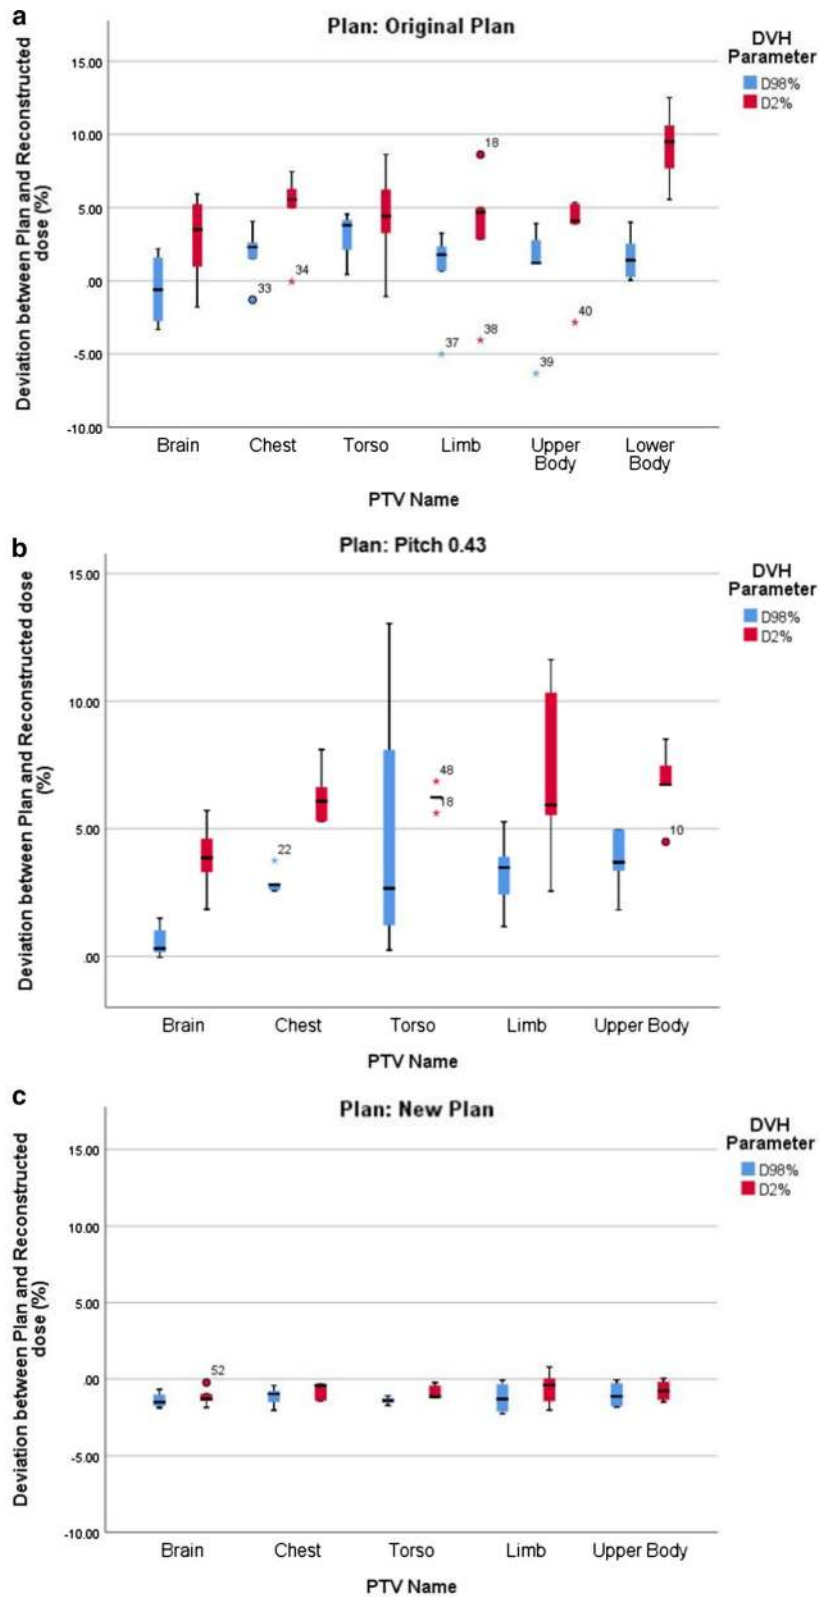 a
Plan: Original Plan
Deviation between Plan and Reconstructed
dose (%)
15.00
10.00
5.00
.00
-5.00
-10.00
33
34
37
18
38
39
40
Brain
Chest
Torso
Limb
Upper
Body
Lower
Body
PTV Name
DVH
Parameter
D98%
D2%
b
Plan: Pitch 0.43
Deviation between Plan and Reconstructed dose
(%)
15.00
10.00
5.00
.00
22
48
18
10
Brain
Chest
Torso
Limb
Upper Body
PTV Name
DVH
Parameter
D98%
D2%
c
Plan: New Plan
Deviation between Plan and Reconstructed
dose (%)
15.00
10.00
5.00
.00
-5.00
-10.00
52
Brain
Chest
Torso
Limb
Upper Body
PTV Name
DVH
Parameter
D98%
D2%